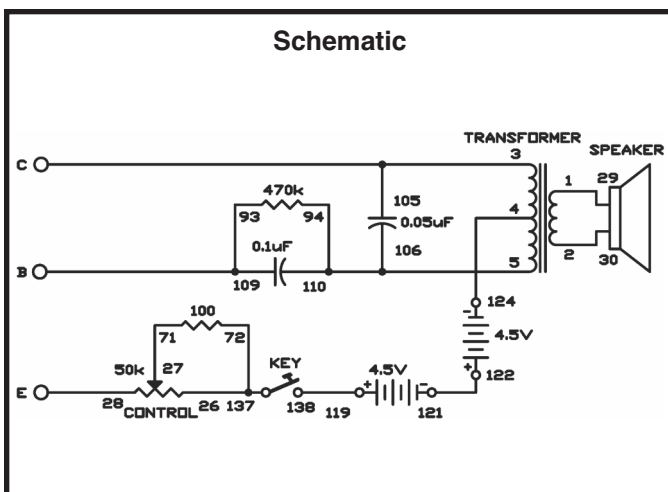 Schematic
TRANSFORMER
SPEAKER
C
3
29
1
470k
105
93
94
4
0.05uF
0.1uF
106
2
30
B
5
109
110
124
-
100
4.5V
71
72
50k
27
KEY
4.5V
+
122
E
+
-
28
CONTROL
26
137
138
119
121